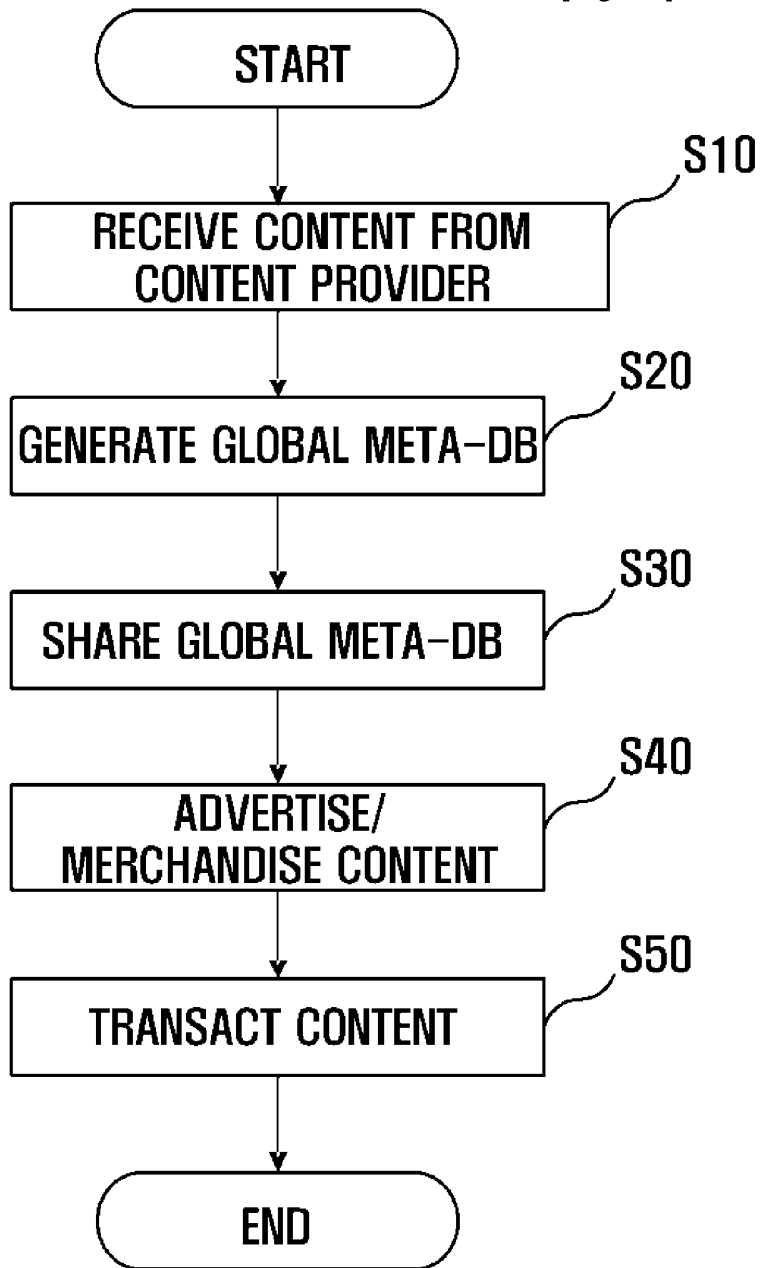 START
S10
RECEIVE CONTENT FROM
CONTENT PROVIDER
S20
GENERATE GLOBAL META-DB
S30
SHARE GLOBAL META-DB
S40
ADVERTISE/
MERCHANDISE CONTENT
S50
TRANSACT CONTENT
END